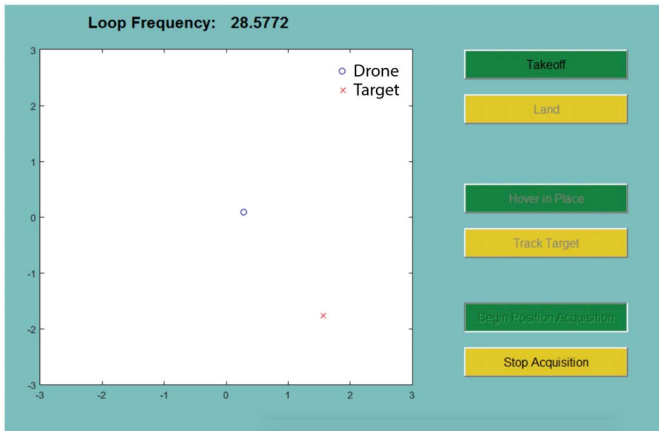 Loop Frequency: 28.5772
Drone
Target
3
2
1
0
-1
-2
-3
-3
-2
-1
0
1
2
3
Takeoff
Land
Hover in Place
Track Target
Begin Position Acquisition
Stop Acquisition